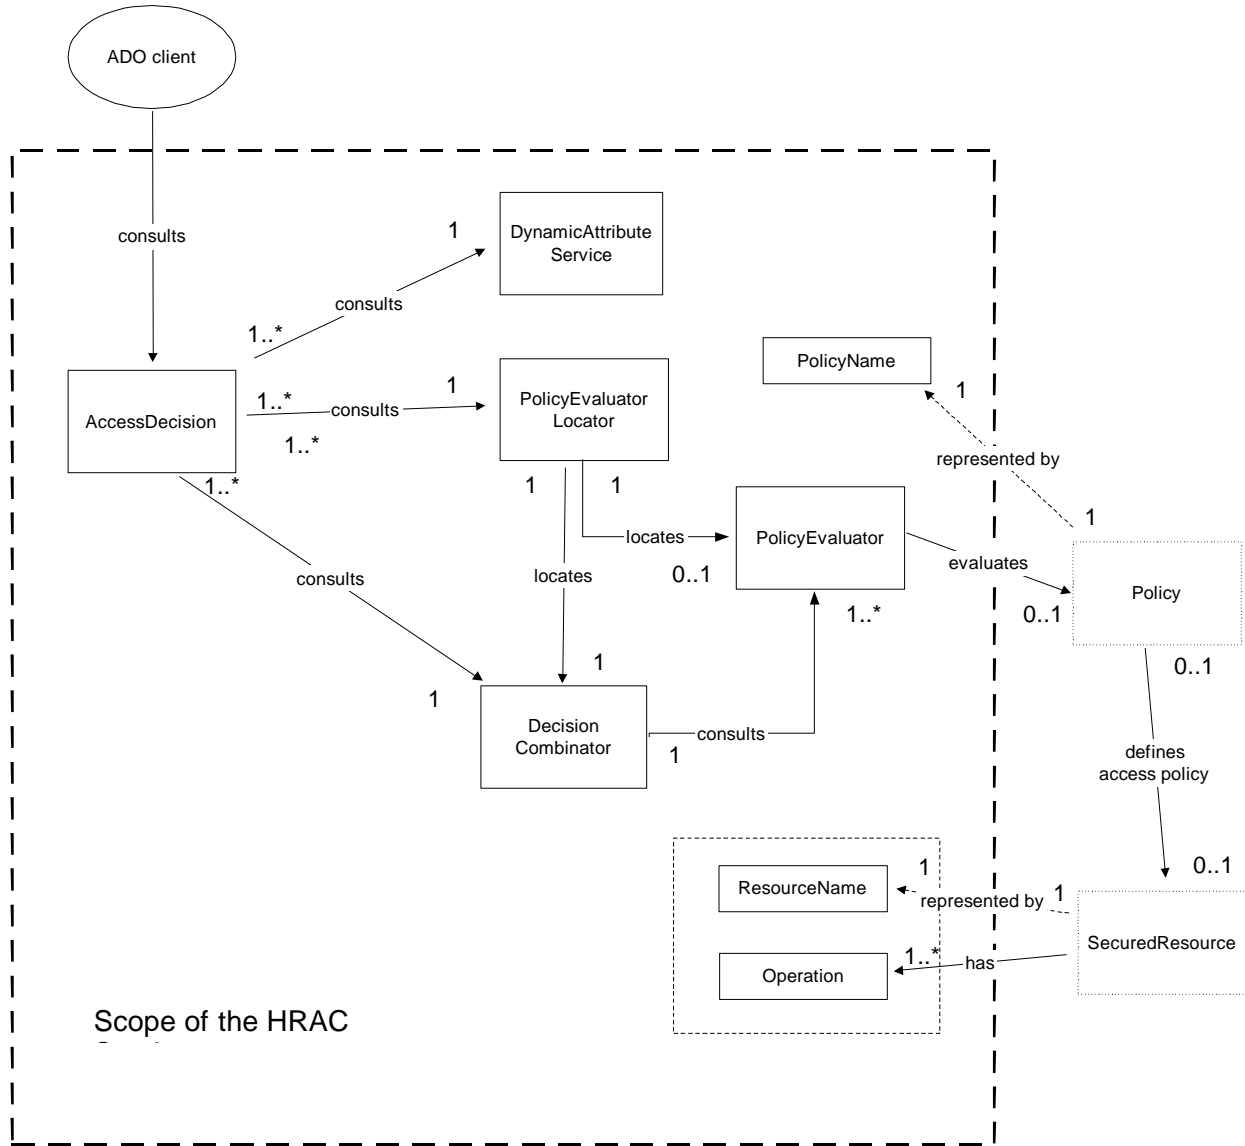 ADO client
consults
1
DynamicAttribute
Service
consults
1..*
PolicyName
1
AccessDecision
1..*
consults
1
1..*
PolicyEvaluator
Locator
represented by
1
1..*
1
1
locates
PolicyEvaluator
0..1
1..*
evaluates
0..1
Policy
0..1
consults
locates
1
1
Decision
Combinator
1
consults
defines
access policy
0..1
ResourceName
1
represented by
1
SecuredResource
Operation
1..*
has
Scope of the HRAC